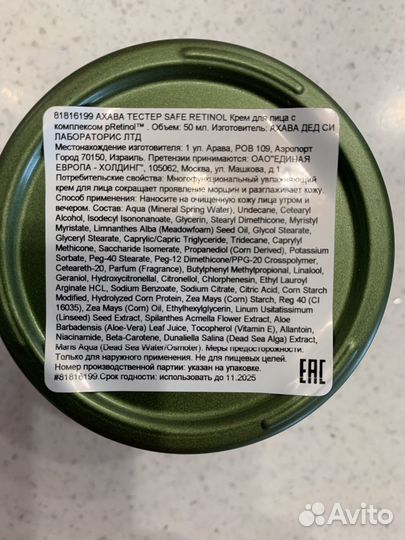 81816199 АХАВА ТЕСТЕР SAFE RETINOL Крем для лица с
комплексом pRetinol™ . Объем: 50 мл. Изготовитель: АХАВА ДЕД СИ
ЛАБОРАТОРИС ЛТД
Местонахождение изготовителя: 1 ул. Арава, POB 109, Аэропорт
Город 70150, Израиль. Претензии принимаются: ОАО"ЕДИНАЯ
ЕВРОПА - ХОЛДИНГ", 105062, Москва, ул. Машкова, д.1
Потребительские свойства: Многофункциональный увлажняющий
крем для лица сокращает проявление морщин и разглаживает кожу.
Способ применения: Наносите на очищенную кожу лица утром и
вечером. Состав: Aqua (Mineral Spring Water), Undecane, Cetearyl
Alcohol, Isodecyl Isononanoate, Glycerin, Stearyl Dimethicone, Myristyl
Myristate, Limnanthes Alba (Meadowfoam) Seed Oil, Glycol Stearate,
Glyceryl Stearate, Caprylic/Capric Triglyceride, Tridecane, Caprylyl
Methicone, Saccharide Isomerate, Propanediol (Corn Derived), Potassium
Sorbate, Peg-40 Stearate, Peg-12 Dimethicone/PPG-20 Crosspolymer,
Ceteareth-20, Parfum (Fragrance), Butylphenyl Methylpropional, Linalool,
Geraniol, Hydroxycitronellal, Citronellol, Chlorphenesin, Ethyl Lauroyl
Arginate HCL, Sodium Benzoate, Sodium Citrate, Citric Acid, Corn Starch
Modified, Hydrolyzed Corn Protein, Zea Mays (Corn) Starch, Reg 40 (CI
16035), Zea Mays (Corn) Oil, Ethylhexylglycerin, Linum Usitatissimum
(Linseed) Seed Extract, Spilanthes Acmella Flower Extract, Aloe
Barbadensis (Aloe-Vera) Leaf Juice, Tocopherol (Vitamin E), Allantoin,
Niacinamide, Beta-Carotene, Dunaliella Salina (Dead Sea Alga) Extract,
Maris Aqua (Dead Sea Water/Osmoter). Меры предосторожности:
Только для наружного применения. Не для пищевых целей.
Номер производственной партии: указан на упаковке.
#81816199.Срок годности: использовать до 11.2025
EAC
Avito